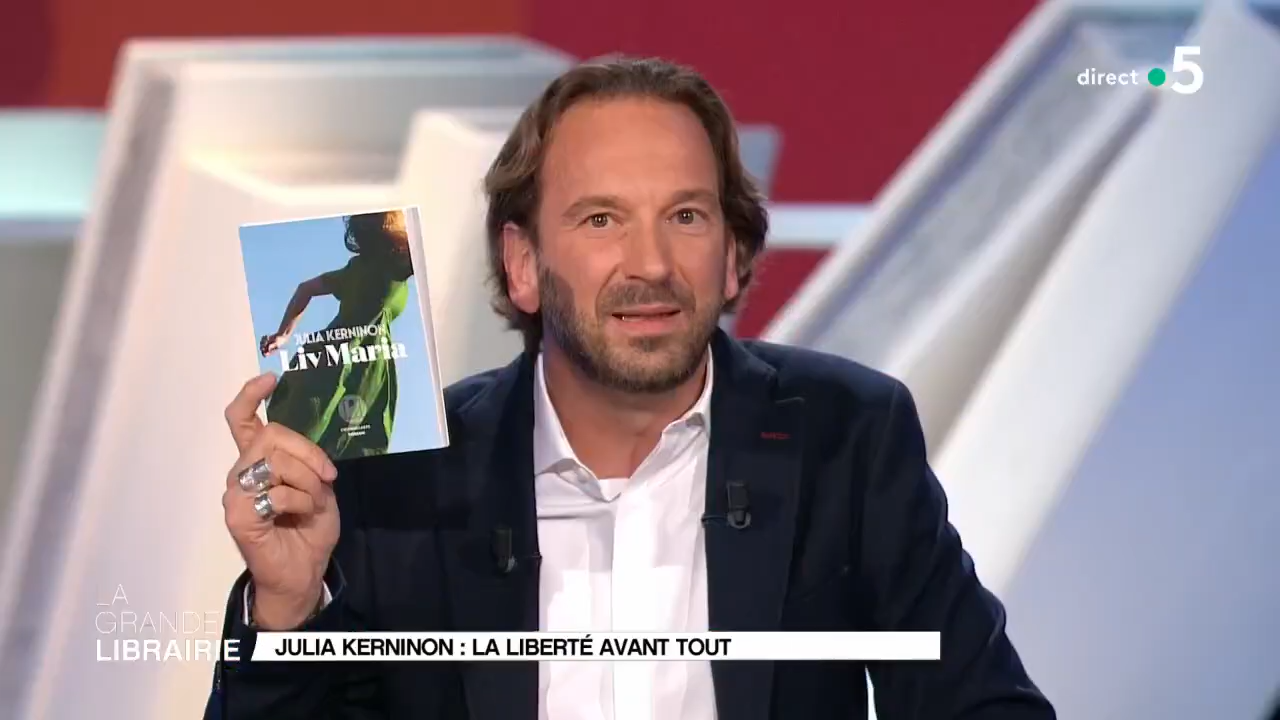 direct 5
JULIA KERNINON
Liv Maria
LA
GRANDE
LIBRAIRIE
JULIA KERNINON : LA LIBERTÉ AVANT TOUT